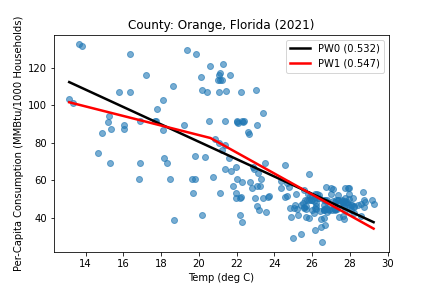 County: Orange, Florida (2021)
PW0 (0.532)
PW1 (0.547)
Per-Capita Consumption (MMBtu/1000 Households)
120
100
80
60
40
14 16 18 20 22 24 26 28 30
Temp (deg C)